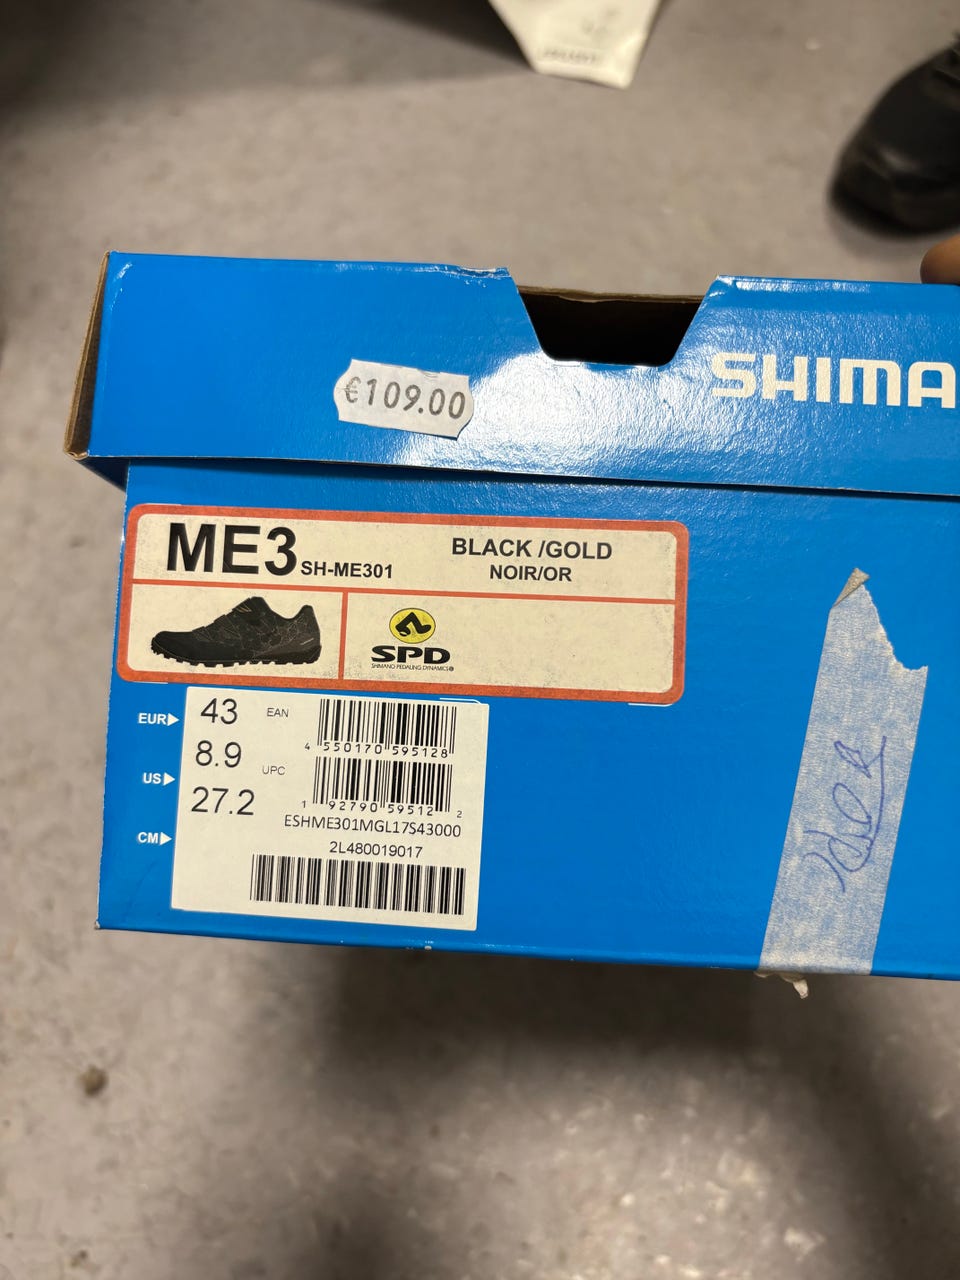 €109.00
SHIMA
ME3 SH-ME301
BLACK /GOLD
NOIR/OR
SPD
SHIMANO PEDALING DYNAMICS
EUR 43
US 8.9
CM 27.2
EAN
4 550170 595128
UPC
1 92790 59512 2
ESHME301MGL17S43000
2L480019017